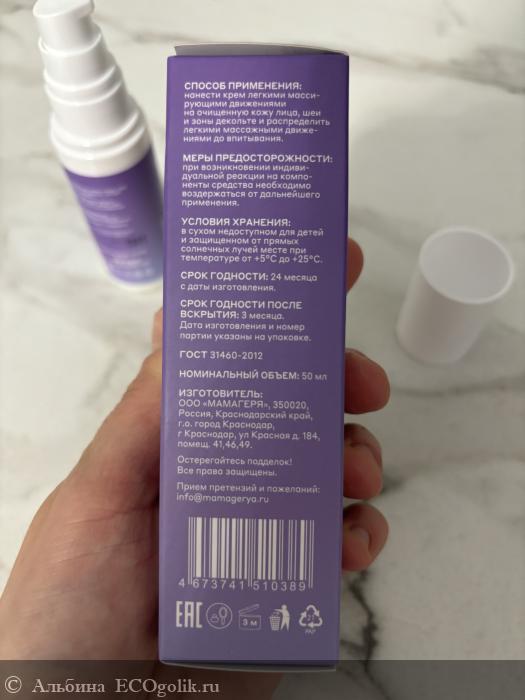 СПОСОБ ПРИМЕНЕНИЯ:
нанести крем легкими масси-
рующими движениями
на очищенную кожу лица, шеи
и зоны декольте и распределить
легкими массажными движе-
ниями до впитывания.
МЕРЫ ПРЕДОСТОРОЖНОСТИ:
при возникновении индиви-
дуальной реакции на компо-
ненты средства необходимо
воздержаться от дальнейшего
применения.
УСЛОВИЯ ХРАНЕНИЯ:
в сухом недоступном для детей
и защищенном от прямых
солнечных лучей месте при
температуре от +5°С до +25°С.
СРОК ГОДНОСТИ: 24 месяца
с даты изготовления.
СРОК ГОДНОСТИ ПОСЛЕ
ВСКРЫТИЯ: 3 месяца.
Дата изготовления и номер
партии указаны на упаковке.
ГОСТ 31460-2012
НОМИНАЛЬНЫЙ ОБЪЕМ: 50 мл
ИЗГОТОВИТЕЛЬ:
ООО «МАМАГЕРЯ», 350020,
Россия, Краснодарский край,
г.о. город Краснодар,
г Краснодар, ул Красная д. 184,
помещ. 41,46,49.
Остерегайтесь подделок!
Все права защищены.
Прием претензий и пожеланий:
info@mamagerya.ru
4 673741 510389
EAC
3 м
PAP
© Альбина ECOgolik.ru